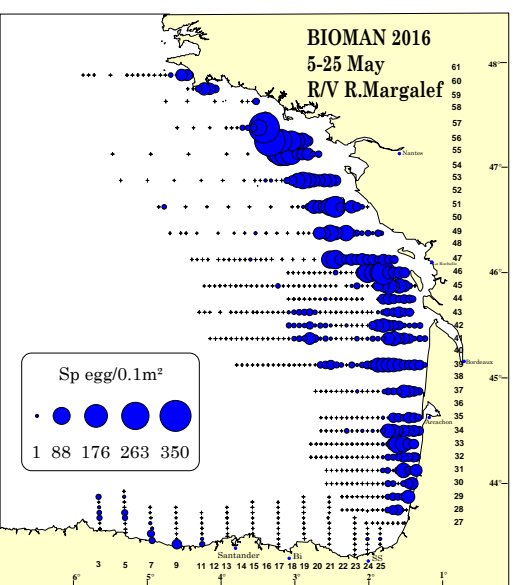 BIOMAN 2016
5-25 May
R/V R.Margalef
48°
61
60
59
58
57
56
55
54
53
52
51
50
49
48
47
46
45
44
43
42
41
40
39
38
37
36
35
34
33
32
31
30
29
28
27
Nantes
47°
La Rochelle
46°
Bordeaux
45°
Arcachon
44°
Sp egg/0.1m²
1 88 176 263 350
Santander
Bi
SS
3 5 7 9 11 12 13 14 15 16 17 18 19 20 21 22 23 24 25
6° 5° 4° 3° 2° 1°